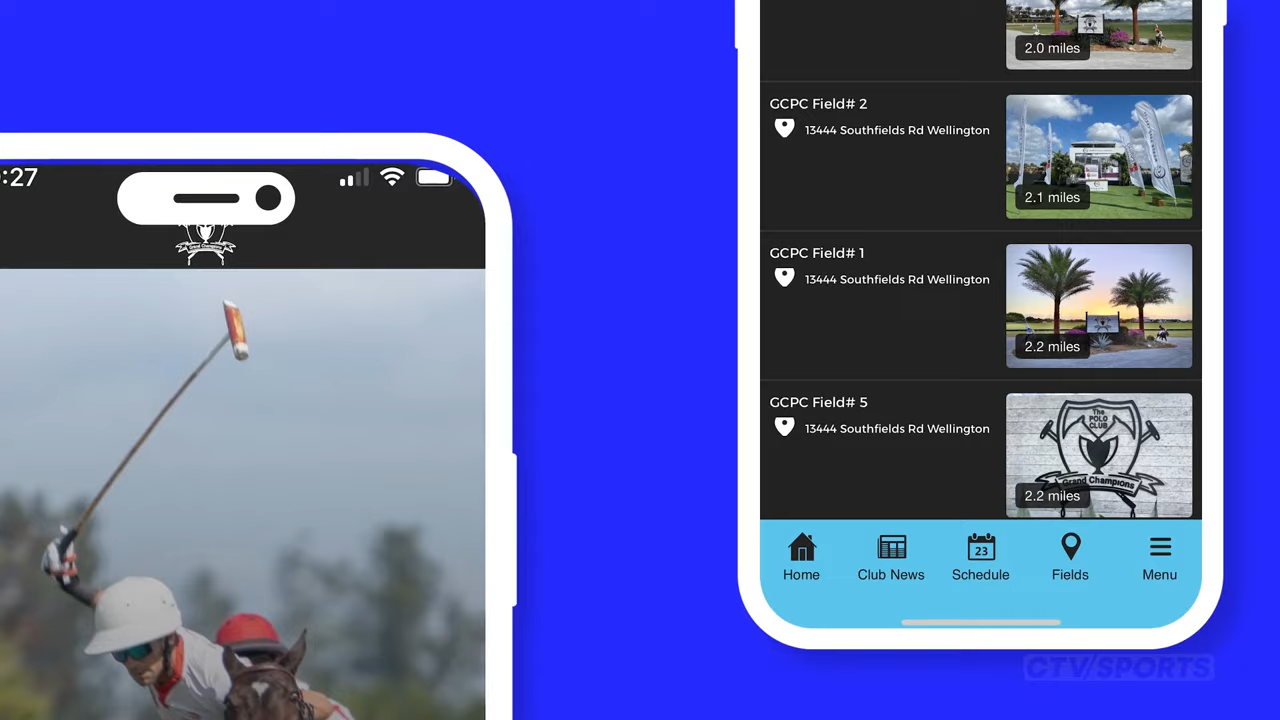 :27
Grand Champions
2.0 miles
GCPC Field# 2
13444 Southfields Rd Wellington
2.1 miles
GCPC Field# 1
13444 Southfields Rd Wellington
2.2 miles
GCPC Field# 5
13444 Southfields Rd Wellington
The
POLO
CLUB
Grand Champions
2.2 miles
23
Home
Club News
Schedule
Fields
Menu
CTV/SPORTS